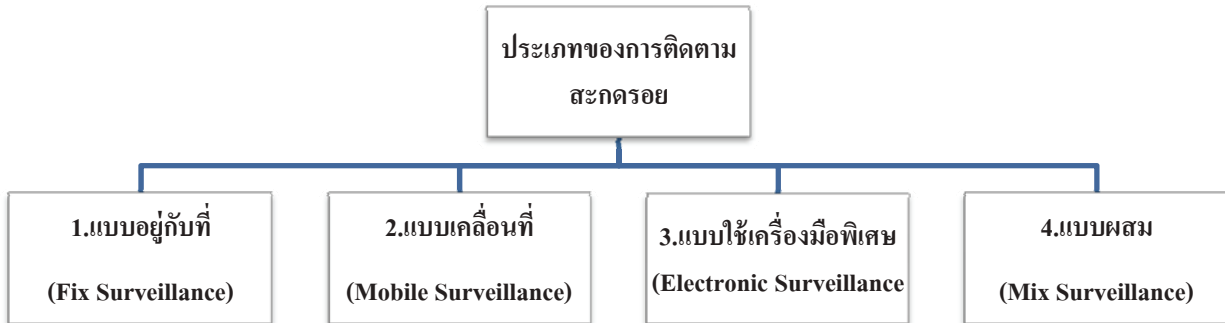 ประเภทของการติดตาม
สะกดรอย
1.แบบอยู่กับที่
(Fix Surveillance)
2.แบบเคลื่อนที่
(Mobile Surveillance)
3.แบบใช้เครื่องมือพิเศษ
(Electronic Surveillance
4.แบบผสม
(Mix Surveillance)